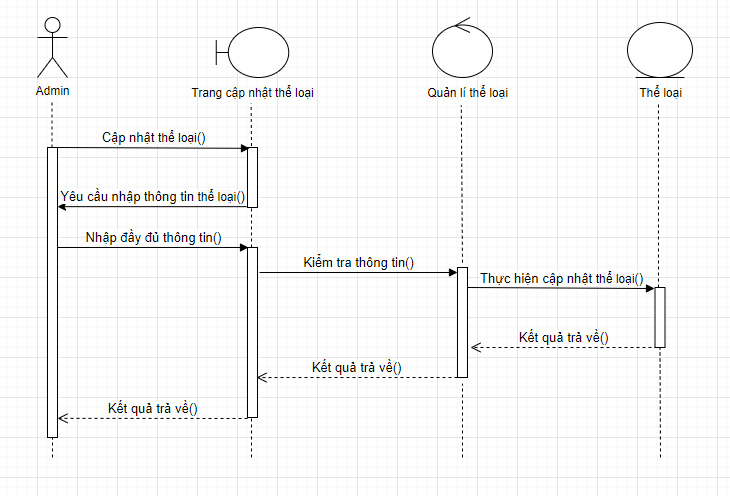 Admin
Trang cập nhật thể loại
Quản lí thể loại
Thể loại
Cập nhật thể loại()
Yêu cầu nhập thông tin thể loại()
Nhập đầy đủ thông tin()
Kiểm tra thông tin()
Thực hiện cập nhật thể loại()
Kết quả trả về()
Kết quả trả về()
Kết quả trả về()